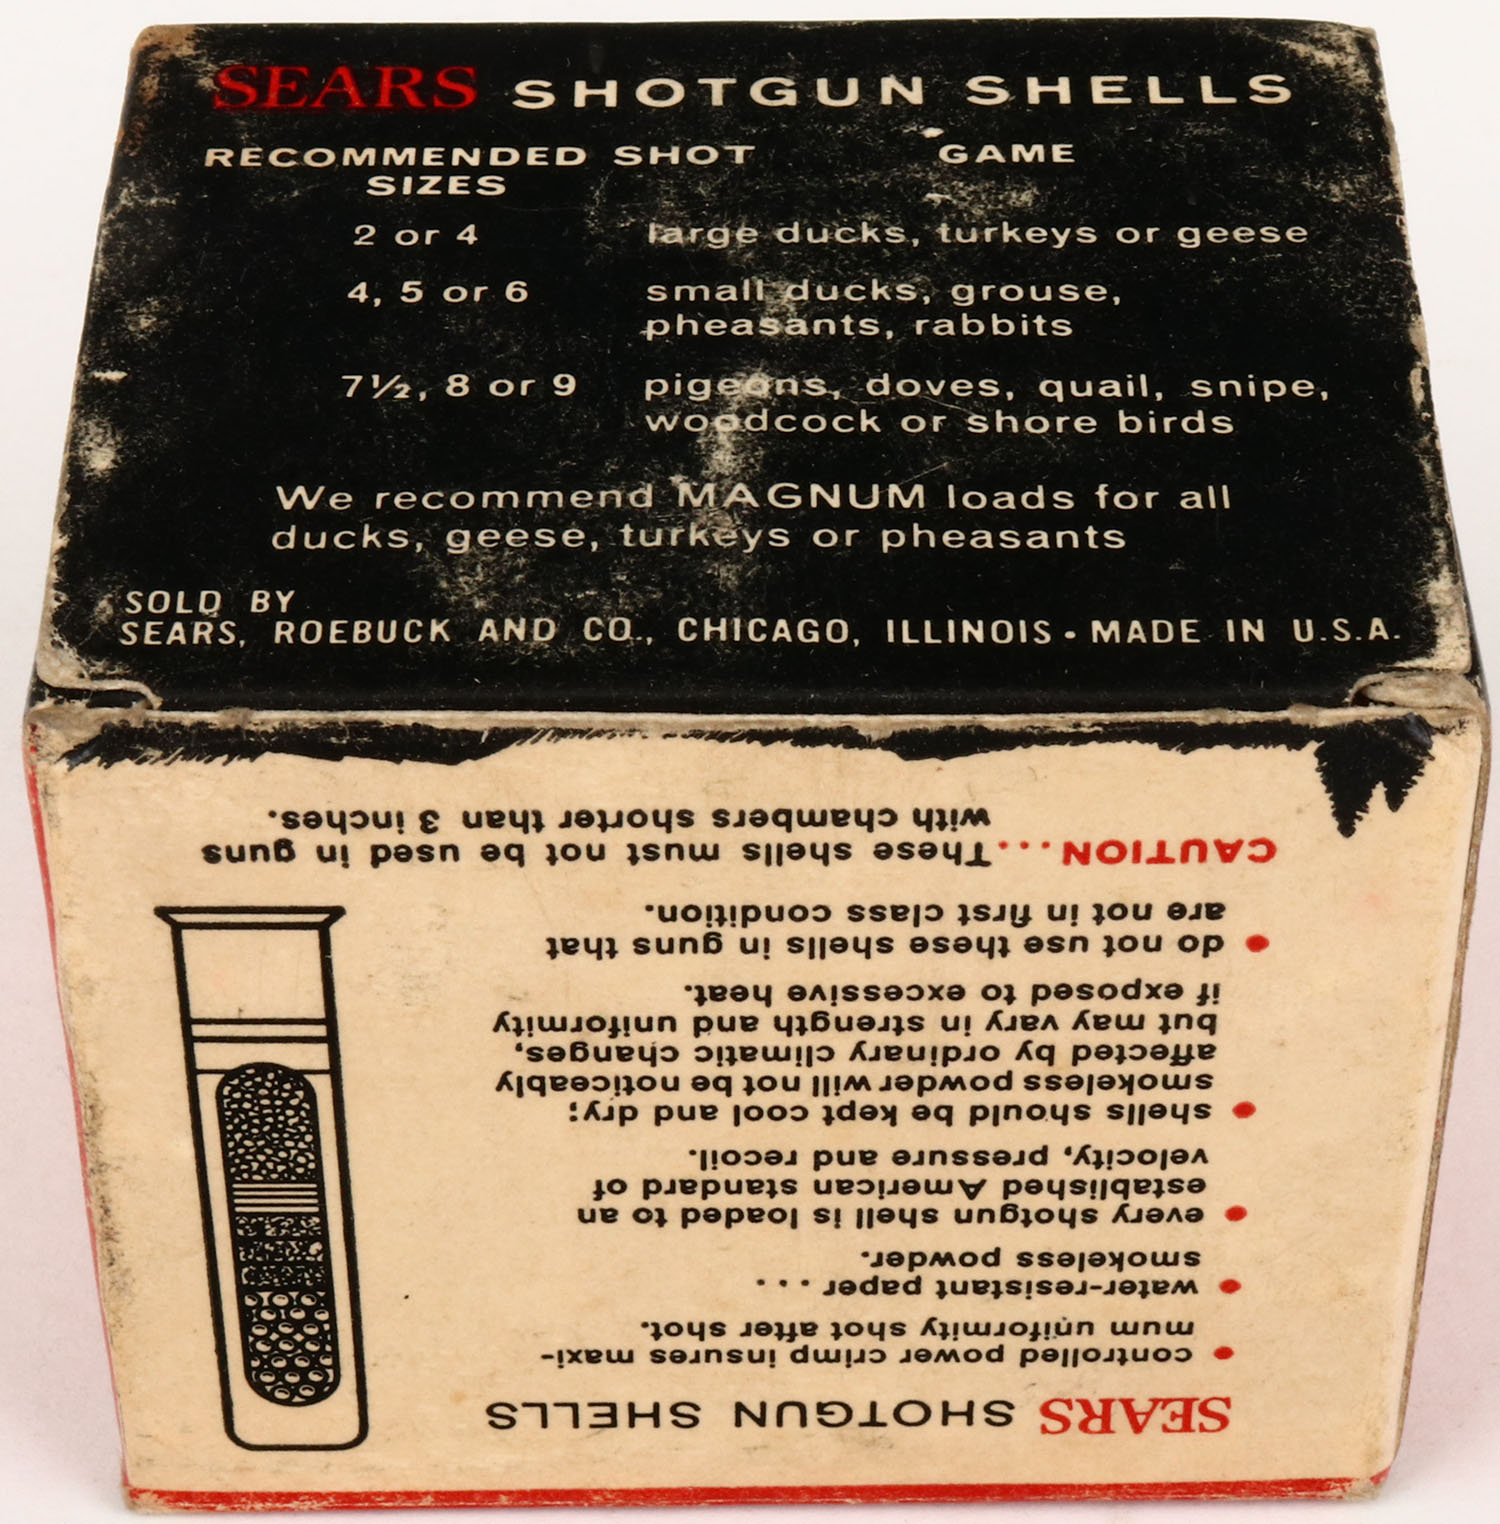 SEARS SHOTGUN SHELLS
RECOMMENDED SHOT SIZES GAME
2 or 4 large ducks, turkeys or geese
4, 5 or 6 small ducks, grouse,
pheasants, rabbits
7½, 8 or 9 pigeons, doves, quail, snipe,
woodcock or shore birds
We recommend MAGNUM loads for all
ducks, geese, turkeys or pheasants
SOLD BY
SEARS, ROEBUCK AND CO., CHICAGO, ILLINOIS • MADE IN U.S.A.
SEARS SHOTGUN SHELLS
• controlled power crimp insures maxi-
mum uniformity shot after shot.
• water-resistant paper ...
smokeless powder.
• every shotgun shell is loaded to an
established American standard of
velocity, pressure and recoil.
• shells should be kept cool and dry;
smokeless powder will not be noticeably
affected by ordinary climatic changes,
but may vary in strength and uniformity
if exposed to excessive heat.
• do not use these shells in guns that
are not in first class condition.
CAUTION...These shells must not be used in guns
with chambers shorter than 3 inches.